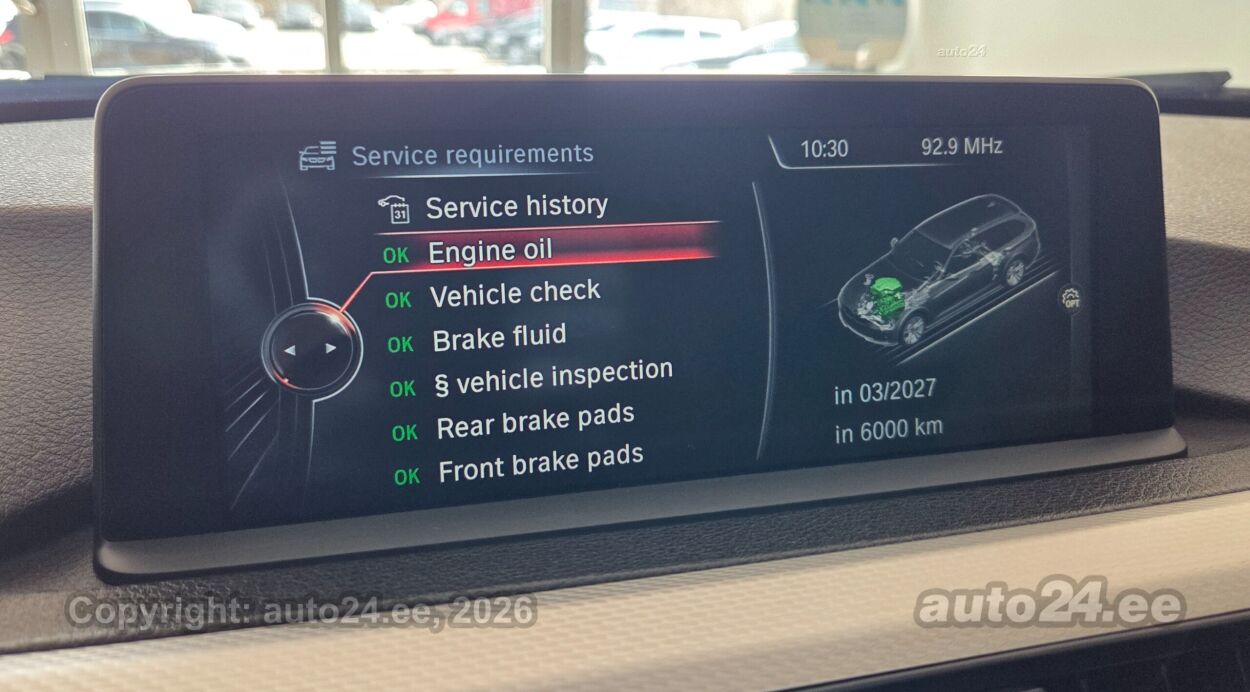 auto24
Service requirements
10:30
92.9 MHz
31
Service history
OK Engine oil
OK Vehicle check
OK Brake fluid
OK § vehicle inspection
OK Rear brake pads
OK Front brake pads
OPT
in 03/2027
in 6000 km
Copyright: auto24.ee, 2026
auto24.ee